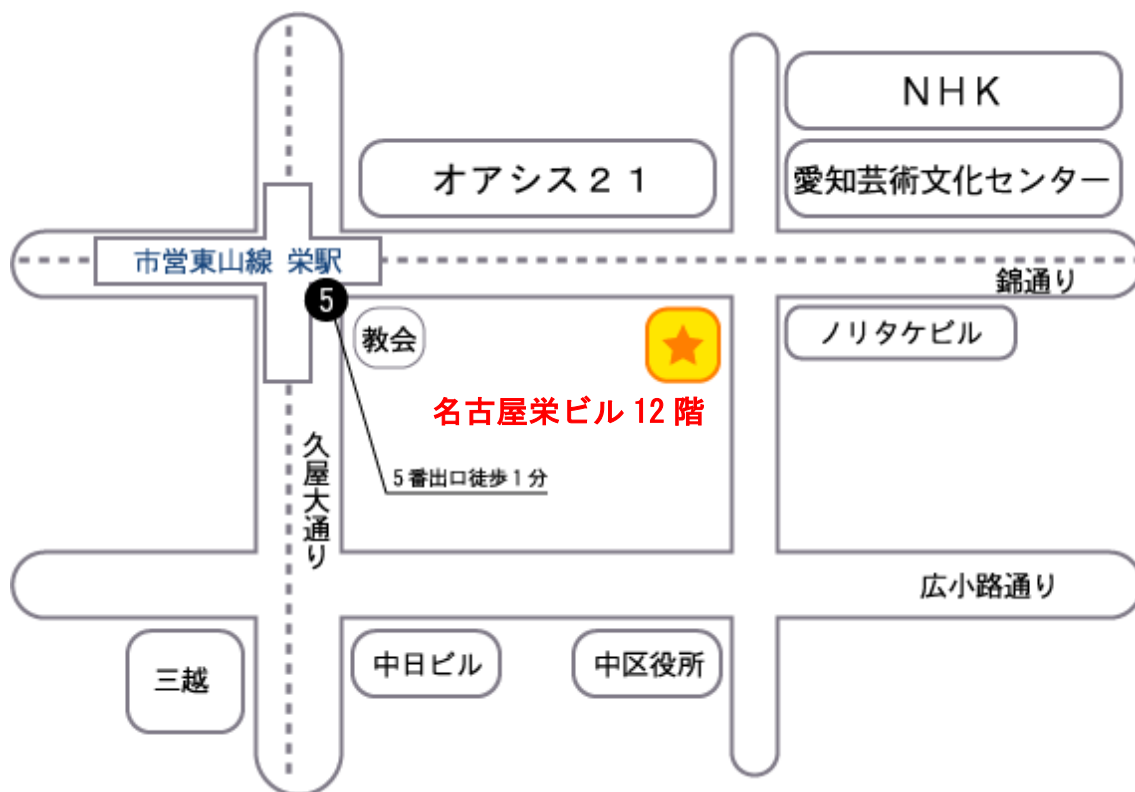 NHK
オアシス21
愛知芸術文化センター
市営東山線 栄駅
錦通り
5
教会
ノリタケビル
名古屋栄ビル 12 階
久屋大通り
5番出口徒歩1分
広小路通り
三越
中日ビル
中区役所